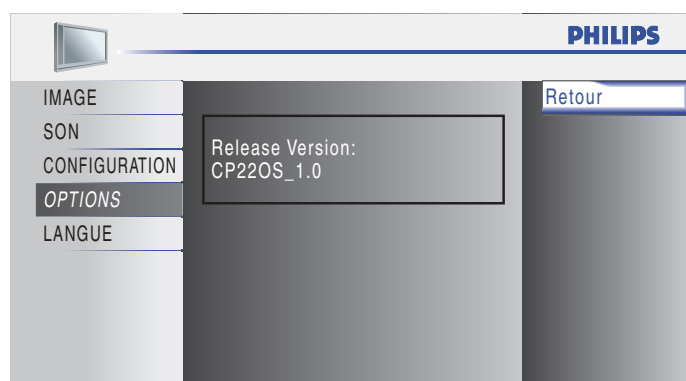 PHILIPS
IMAGE
SON
CONFIGURATION
OPTIONS
LANGUE
Release Version:
CP22OS_1.0
Retour